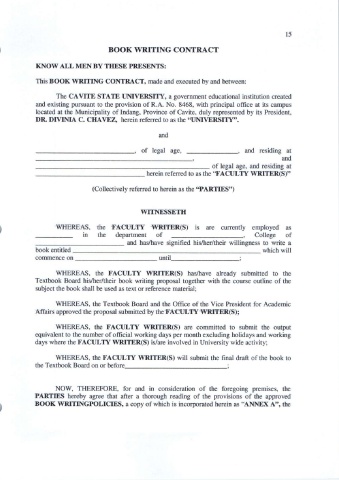 15
BOOK WRITING CONTRACT
KNOW ALL MEN BY THESE PRESENTS:
This BOOK WRITING CONTRACT, made and executed by and between:
The CAVITE STATE UNIVERSITY, a government educational institution created
and existing pursuant to the provision of R.A. No. 8468, with principal office at its campus
located at the Municipality of Indang, Province of Cavite, duly represented by its President,
DR. DIVINIA C. CHAVEZ, herein referred to as the "UNIVERSITY".
and
____________________, of legal age, ____________, and residing at
____________________________________; and
____________________________________ of legal age, and residing at
______________________ herein referred to as the "FACULTY WRITER(S)"
(Collectively referred to herein as the "PARTIES")
WITNESSETH
WHEREAS, the FACULTY WRITER(S) is are currently employed as
________ in the department of ________________, College of
____________________ and has/have signified his/her/their willingness to write a
book entitled ______________________________________ which will
commence on __________________ until________________;
WHEREAS, the FACULTY WRITER(S) has/have already submitted to the
Textbook Board his/her/their book writing proposal together with the course outline of the
subject the book shall be used as text or reference material;
WHEREAS, the Textbook Board and the Office of the Vice President for Academic
Affairs approved the proposal submitted by the FACULTY WRITER(S);
WHEREAS, the FACULTY WRITER(S) are committed to submit the output
equivalent to the number of official working days per month excluding holidays and working
days where the FACULTY WRITER(S) is/are involved in University wide activity;
WHEREAS, the FACULTY WRITER(S) will submit the final draft of the book to
the Textbook Board on or before______________________;
NOW, THEREFORE, for and in consideration of the foregoing premises, the
PARTIES hereby agree that after a thorough reading of the provisions of the approved
BOOK WRITINGPOLICIES, a copy of which is incorporated herein as "ANNEX A", the